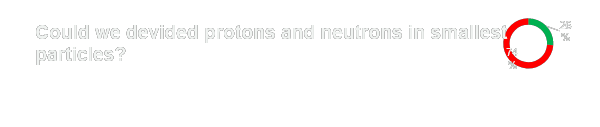 Could we devided protons and neutrons in smallest
particles?
%
%